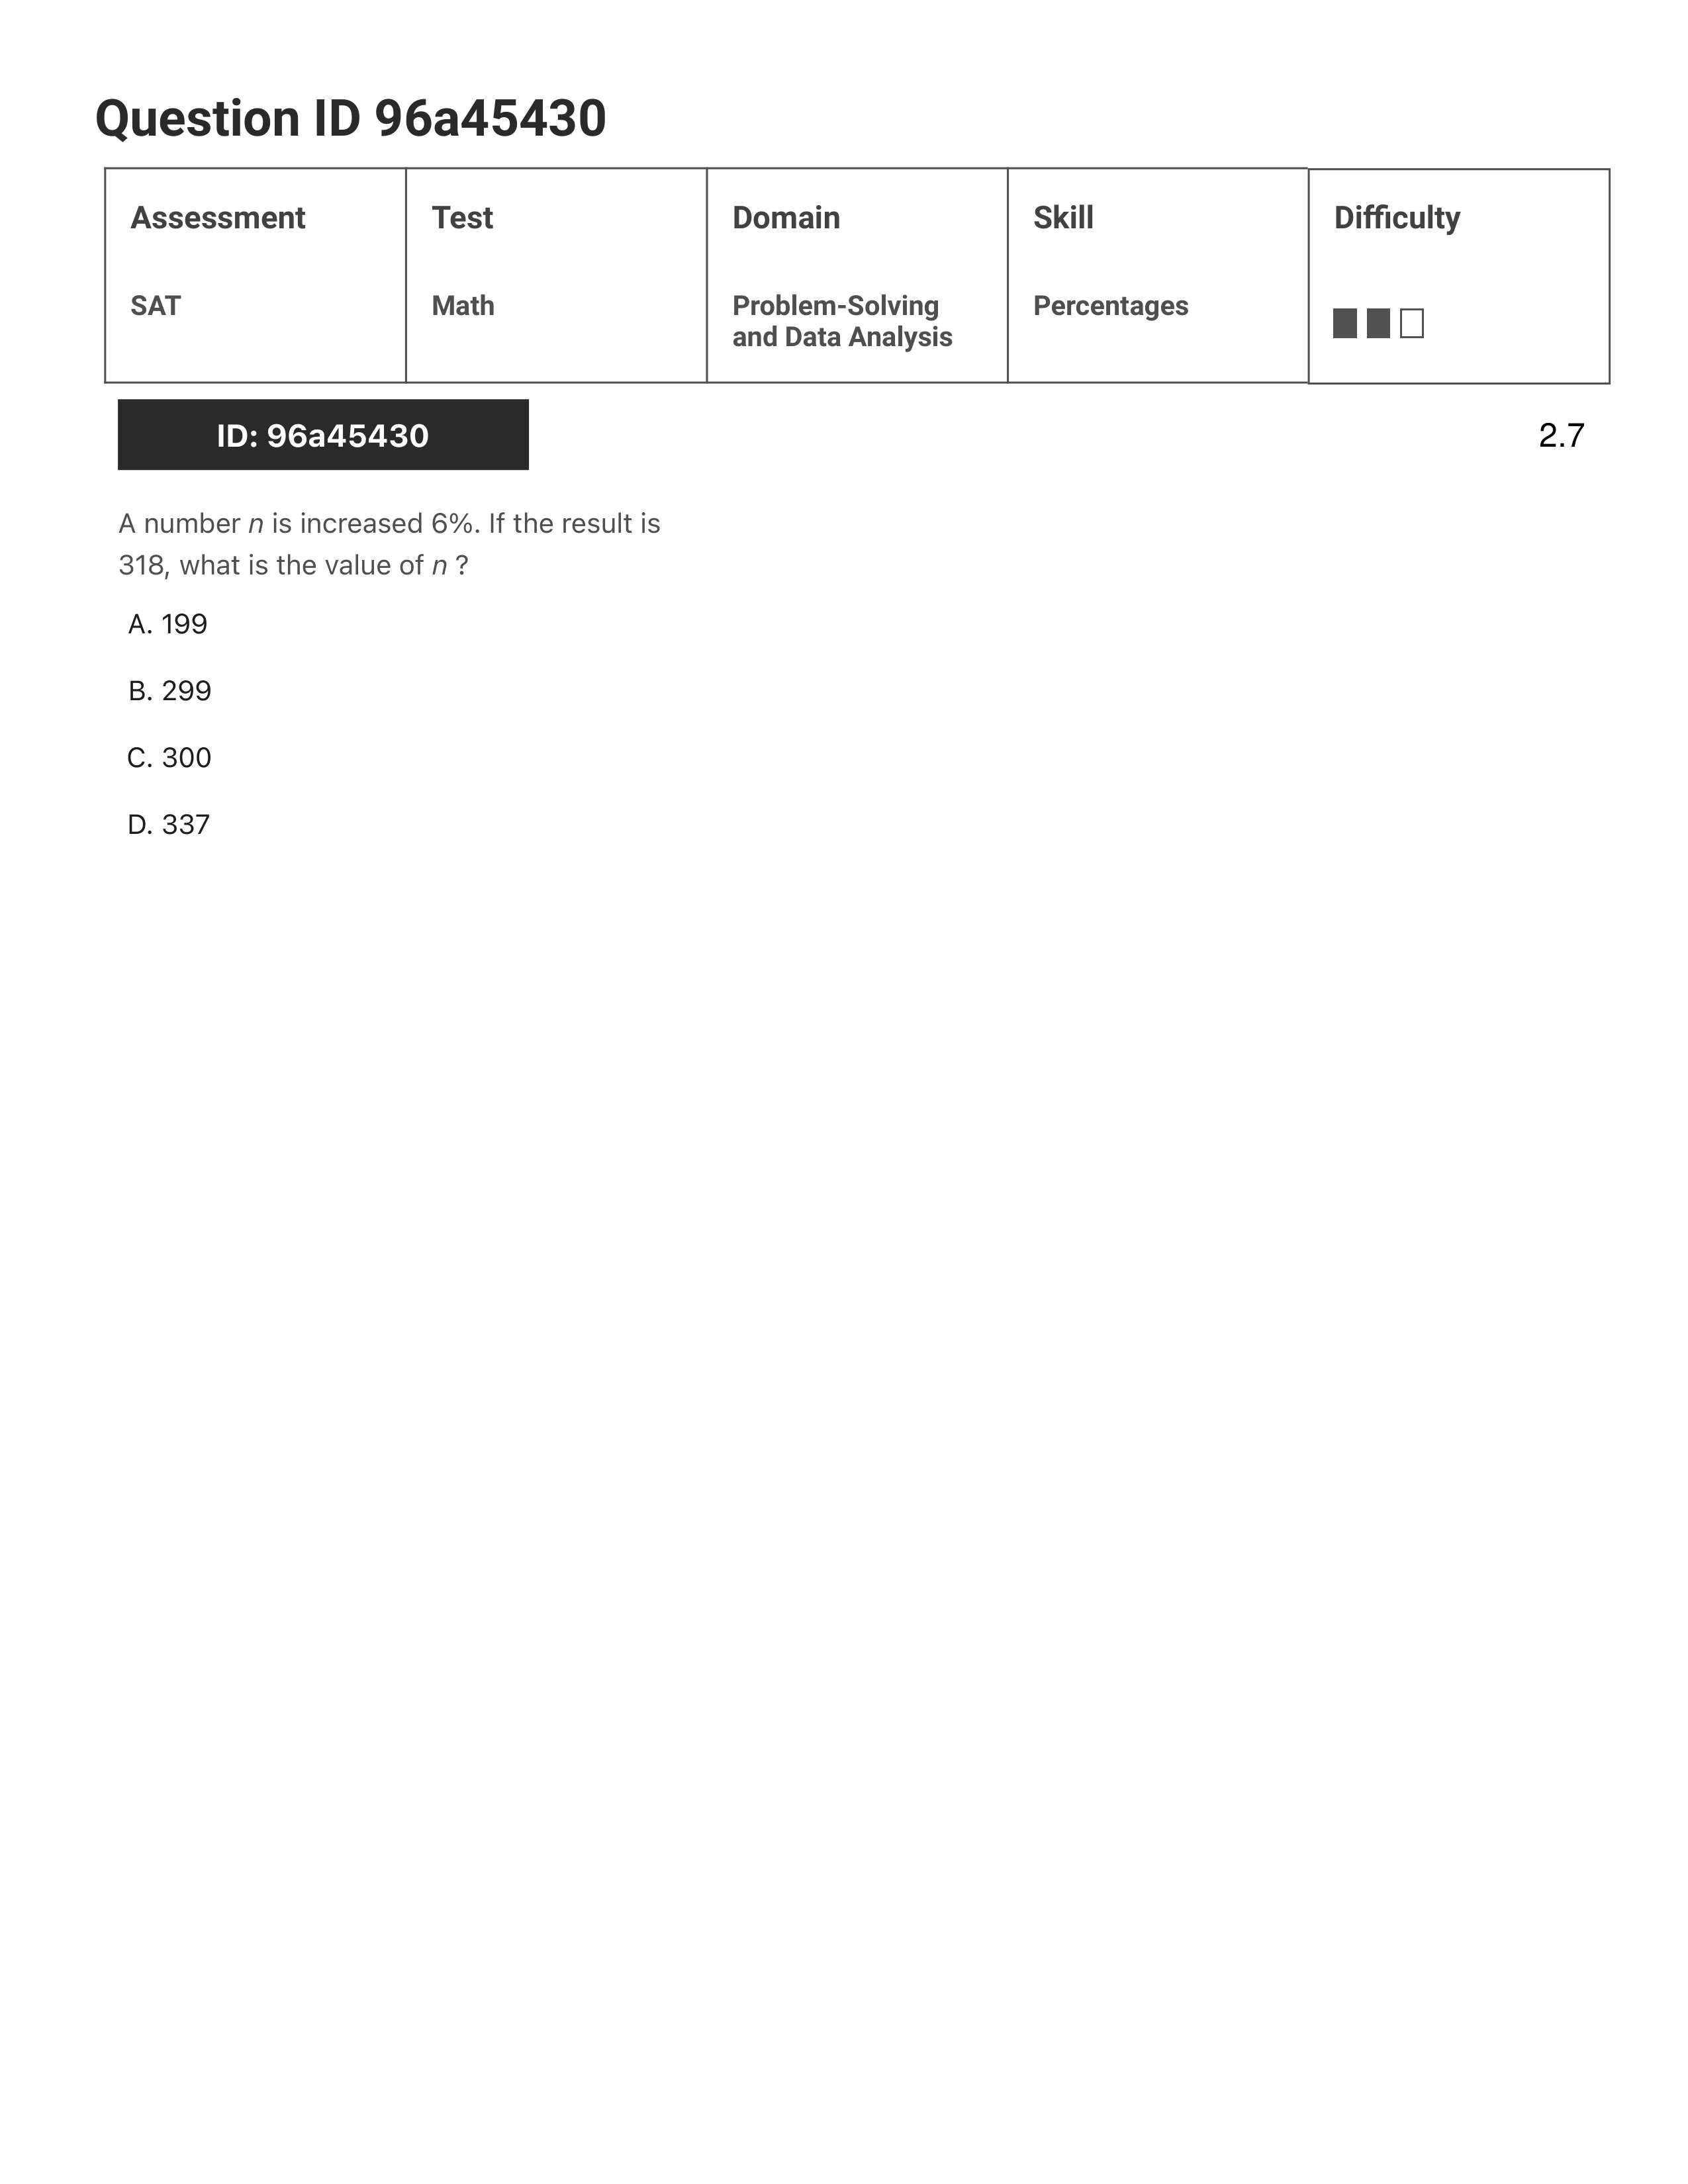 Question ID 96a45430
Assessment
Test
Domain
Skill
Difficulty
SAT
Math
Problem-Solving
and Data Analysis
Percentages
ID: 96a45430
2.7
A number n is increased 6%. If the result is
318, what is the value of n ?
A. 199
B. 299
C. 300
D. 337